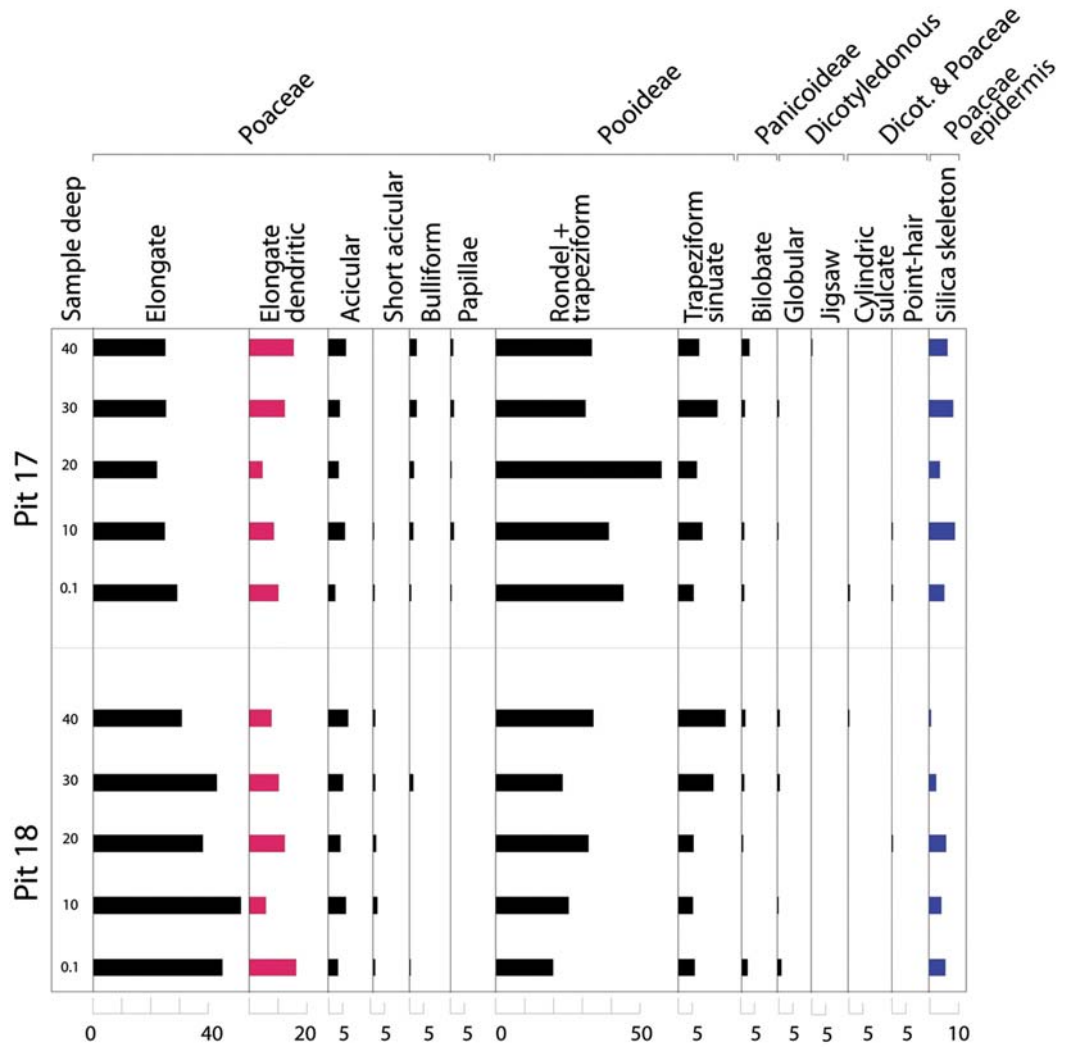 Poaceae
Pooideae
Panicoideae
Dicotyledonous
Dicot. & Poaceae
Poaceae
epidermis
Sample deep
Elongate
Elongate
dendritic
Acicular
Short acicular
Bulliform
Papillae
Rondel +
trapeziform
Trapeziform
sinuate
Bilobate
Globular
Jigsaw
Cylindric
sulcate
Point-hair
Silica skeleton
Pit 17
40
30
20
10
0.1
Pit 18
40
30
20
10
0.1
0 40 20 5 5 5 5 0 50 5 5 5 5 5 5 10